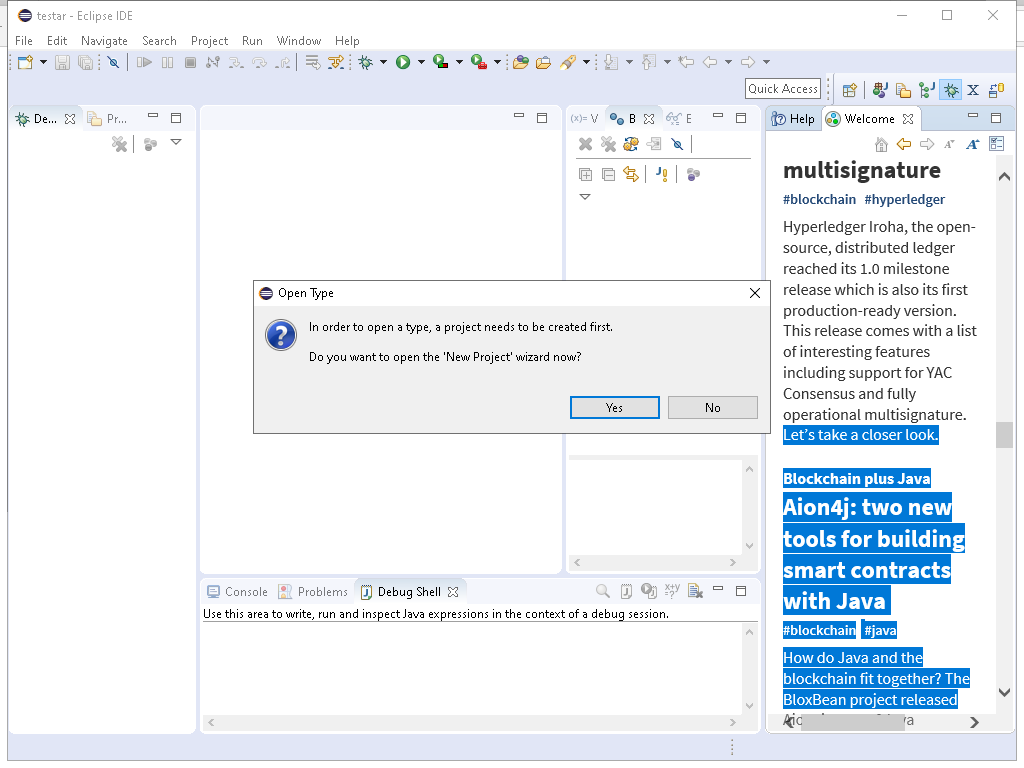 testar - Eclipse IDE
File Edit Navigate Search Project Run Window Help
Quick Access
De... Pr...
(x)= V B E
Help Welcome
multisignature
#blockchain #hyperledger
Hyperledger Iroha, the open-
source, distributed ledger
reached its 1.0 milestone
release which is also its first
production-ready version.
This release comes with a list
of interesting features
including support for YAC
Consensus and fully
operational multisignature.
Let's take a closer look.
Blockchain plus Java
Aion4j: two new
tools for building
smart contracts
with Java
#blockchain #java
How do Java and the
blockchain fit together? The
BloxBean project released
Open Type
In order to open a type, a project needs to be created first.
Do you want to open the 'New Project' wizard now?
Yes No
Console Problems Debug Shell
Use this area to write, run and inspect Java expressions in the context of a debug session.